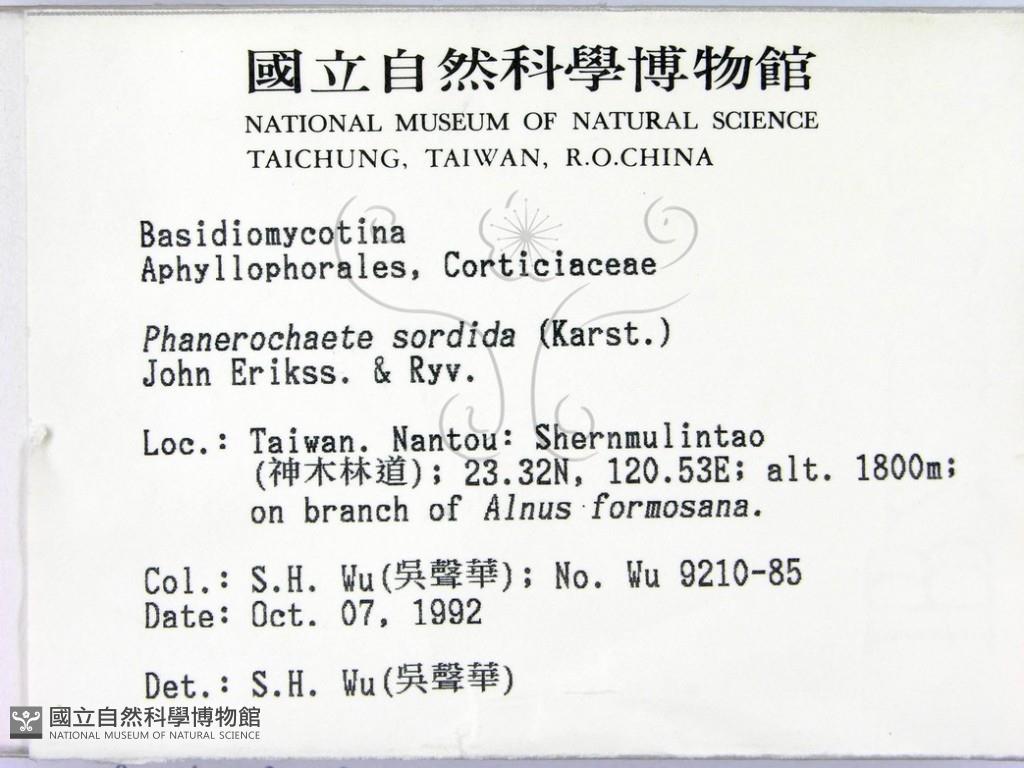 國立自然科學博物館
NATIONAL MUSEUM OF NATURAL SCIENCE
TAICHUNG, TAIWAN, R.O.CHINA
Basidiomycotina
Aphyllophorales, Corticiaceae
Phanerochaete sordida (Karst.)
John Erikss. & Ryv.
Loc.: Taiwan. Nantou: Shernmulintao
(神木林道); 23.32N, 120.53E; alt. 1800m;
on branch of Alnus formosana.
Col.: S.H. Wu(吳聲華); No. Wu 9210-85
Date: Oct. 07, 1992
Det.: S.H. Wu(吳聲華)
國立自然科學博物館
NATIONAL MUSEUM OF NATURAL SCIENCE